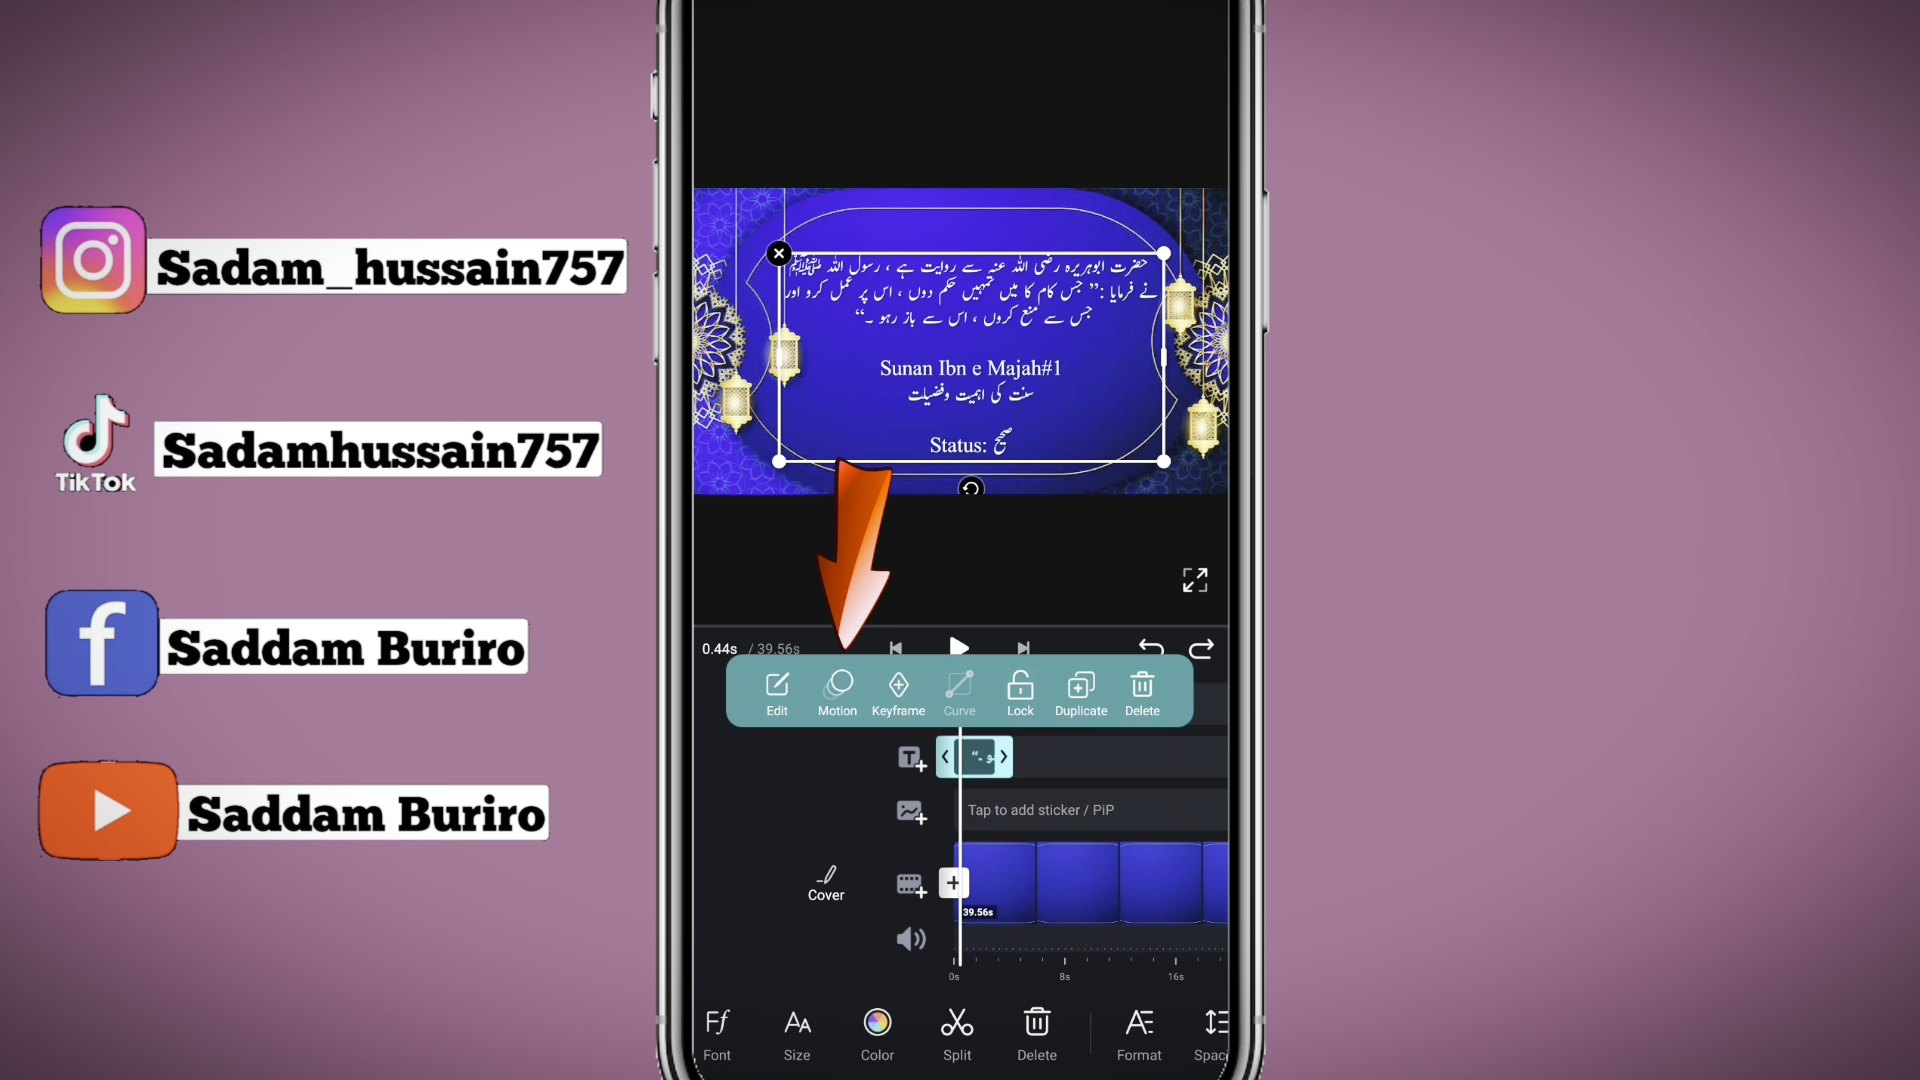 Sadam_hussain757
TikTok
Sadamhussain757
Saddam Buriro
Saddam Buriro
حضرت ابوہریرہ رضی اللہ عنہ سے روایت ہے ، رسول اللہ ﷺ
نے فرمایا :” جس کام کا میں تمہیں حکم دوں ، اس پر عمل کرو اور
جس سے منع کروں ، اس سے باز رہو ۔“
Sunan Ibn e Majah#1
سنت کی اہمیت وفضیلت
Status: صحیح
0.44s / 39.56s
Edit Motion Keyframe Curve Lock Duplicate Delete
و ۔“
Tap to add sticker / PiP
Cover
39.56s
0s 8s 16s
Ff AA
Font Size Color Split Delete Format Spac